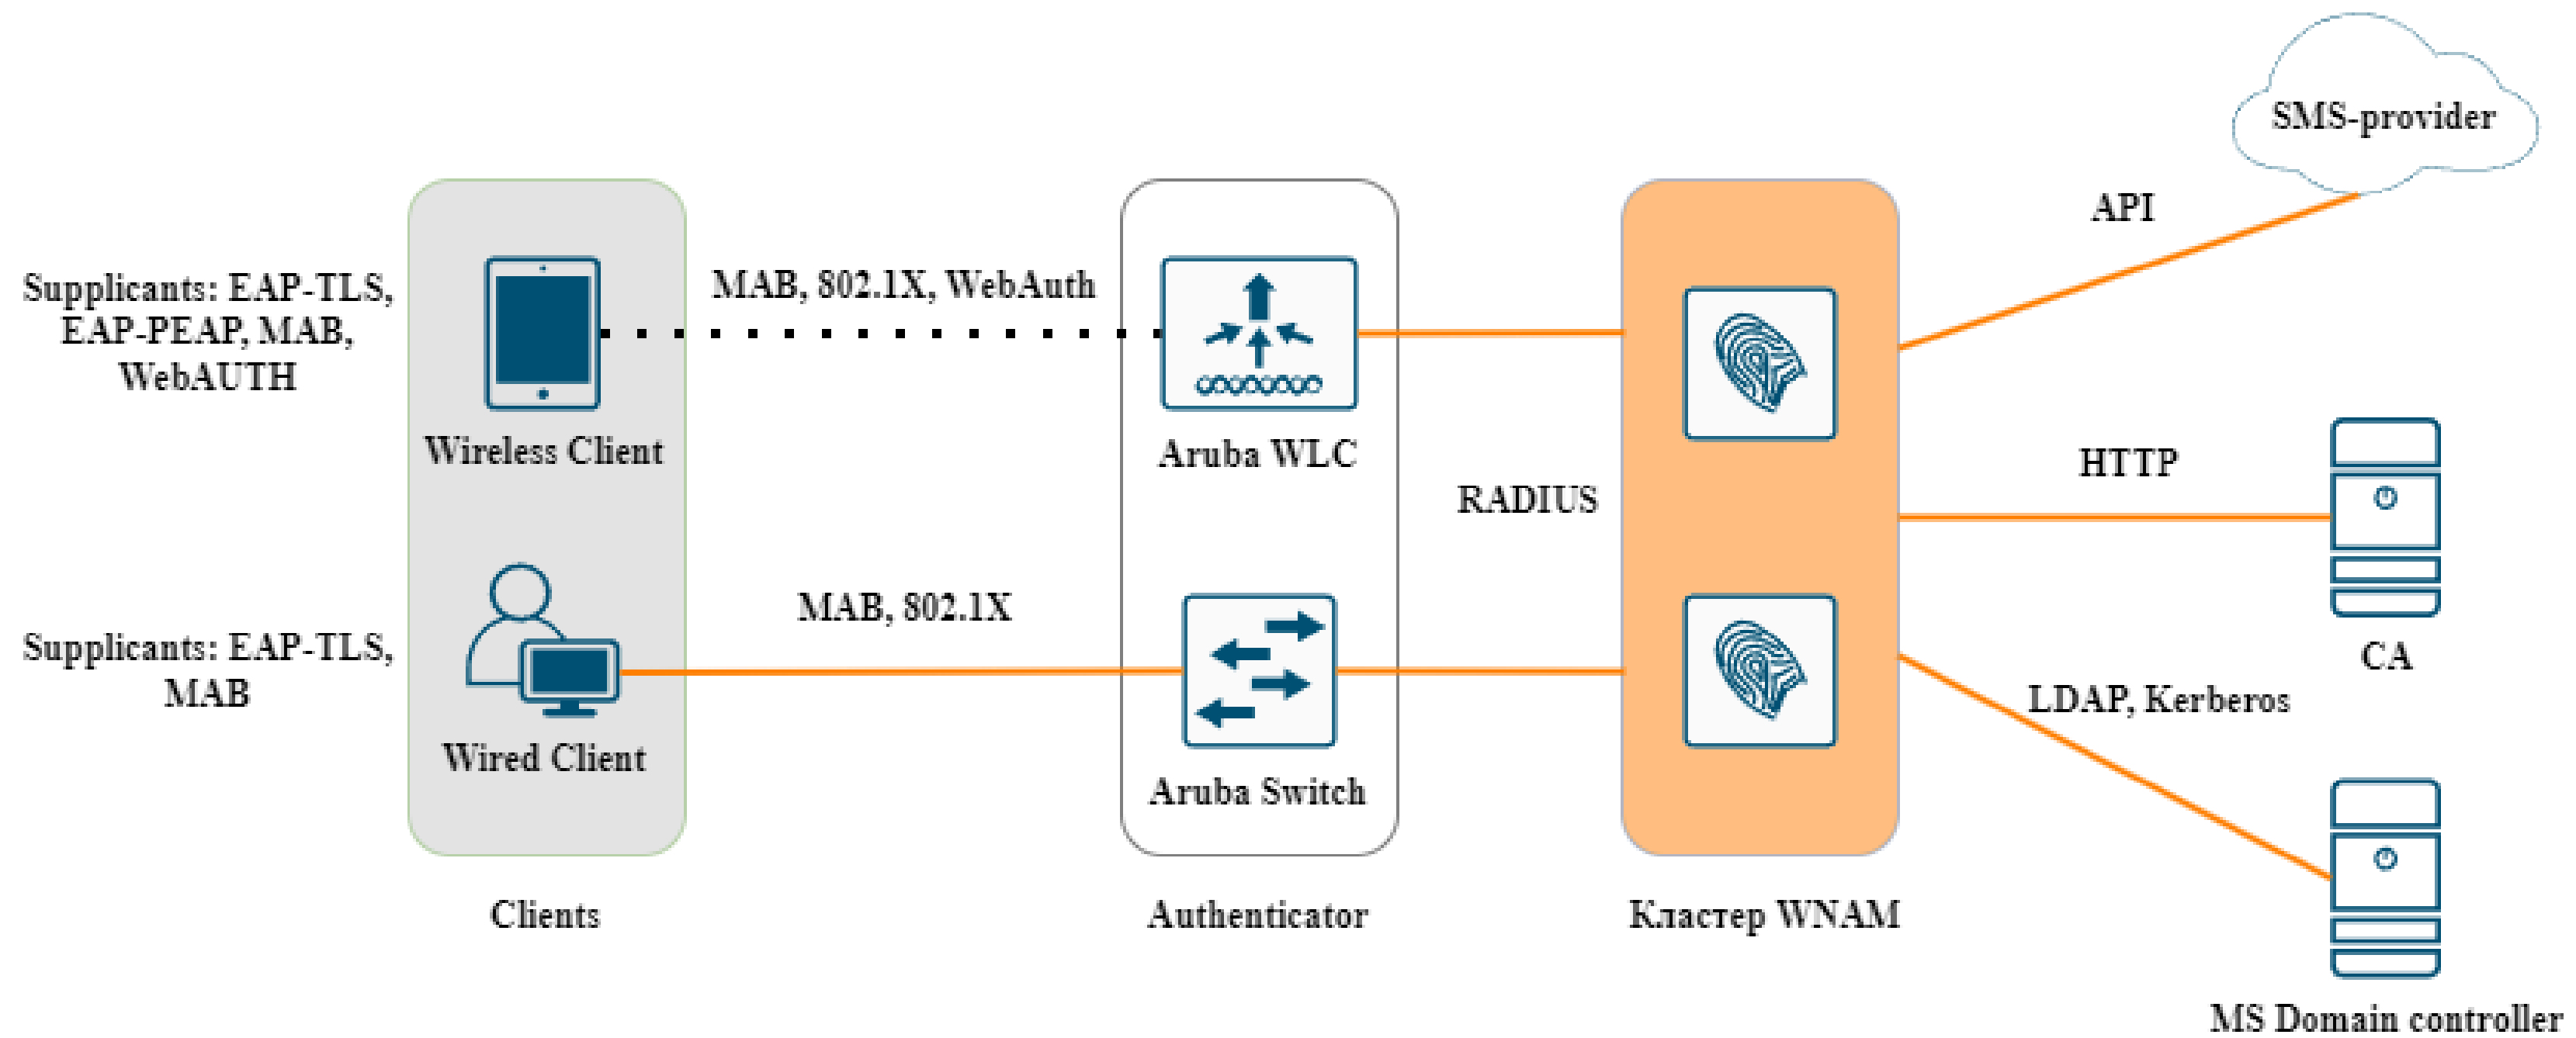 SMS-provider
API
Supplicants: EAP-TLS,
EAP-PEAP, MAB,
WebAUTH
MAB, 802.1X, WebAuth
Wireless Client
Aruba WLC
RADIUS
HTTP
CA
Supplicants: EAP-TLS,
MAB
MAB, 802.1X
LDAP, Kerberos
Wired Client
Aruba Switch
Clients
Authenticator
Кластер WNAM
MS Domain controller